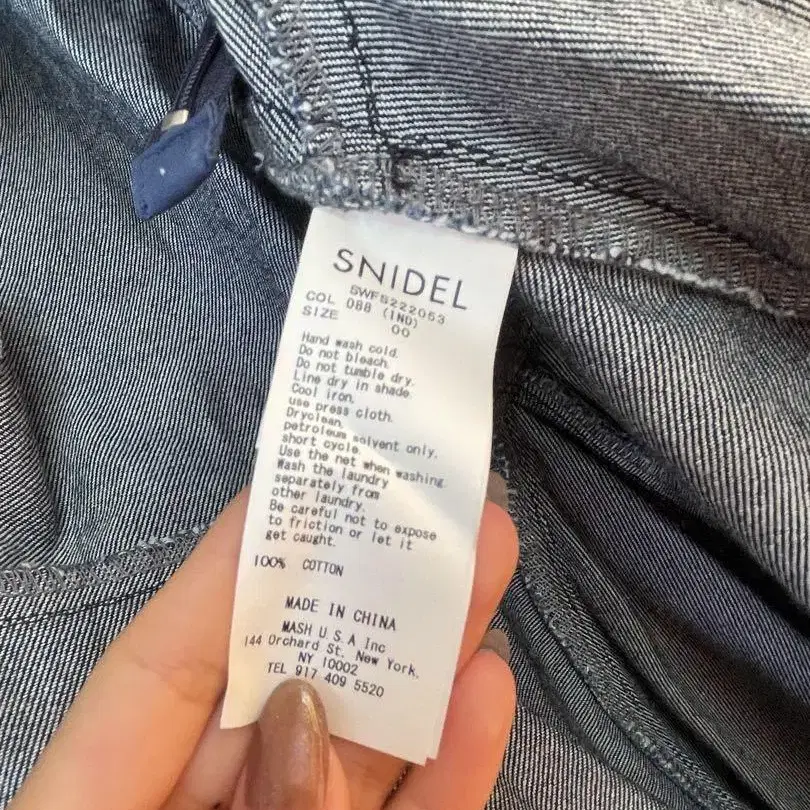 SNIDEL
SWFS222053
COL 088 (IND)
SIZE 00
Hand wash cold.
Do not bleach.
Do not tumble dry.
Line dry in shade.
Cool iron.
use press cloth.
Dryclean,
petroleum solvent only,
short cycle.
Use the net when washing.
Wash the laundry
separately from
other laundry.
Be careful not to expose
to friction or let it
get caught.
100% COTTON
MADE IN CHINA
MASH U.S.A Inc
144 Orchard St. New York,
NY 10002
TEL 917 409 5520